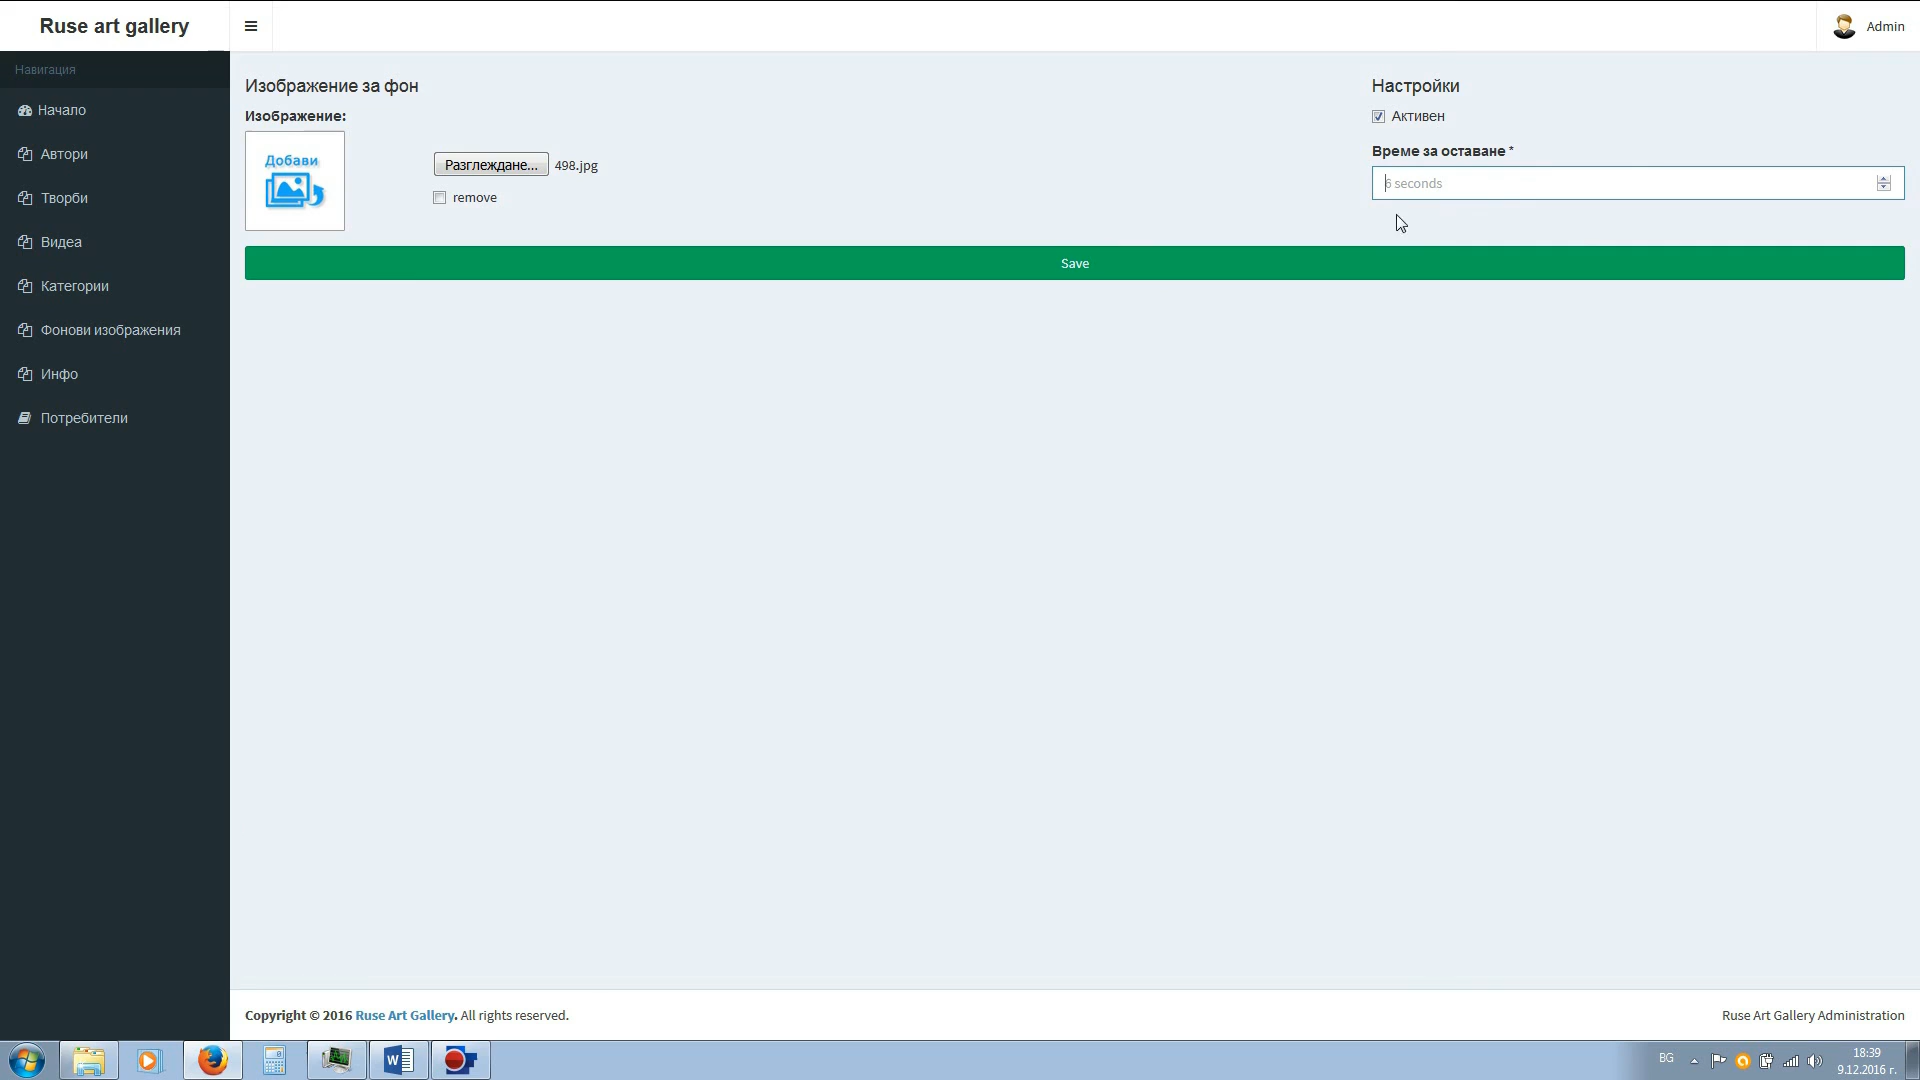 Ruse art gallery
Admin
Навигация
Начало
Автори
Творби
Видеа
Категории
Фонови изображения
Инфо
Потребители
Изображение за фон
Изображение:
Добави
Разглеждане... 498.jpg
remove
Настройки
Активен
Време за оставане *
6 seconds
Save
Copyright © 2016 Ruse Art Gallery. All rights reserved.
Ruse Art Gallery Administration
BG
18:39
9.12.2016 г.